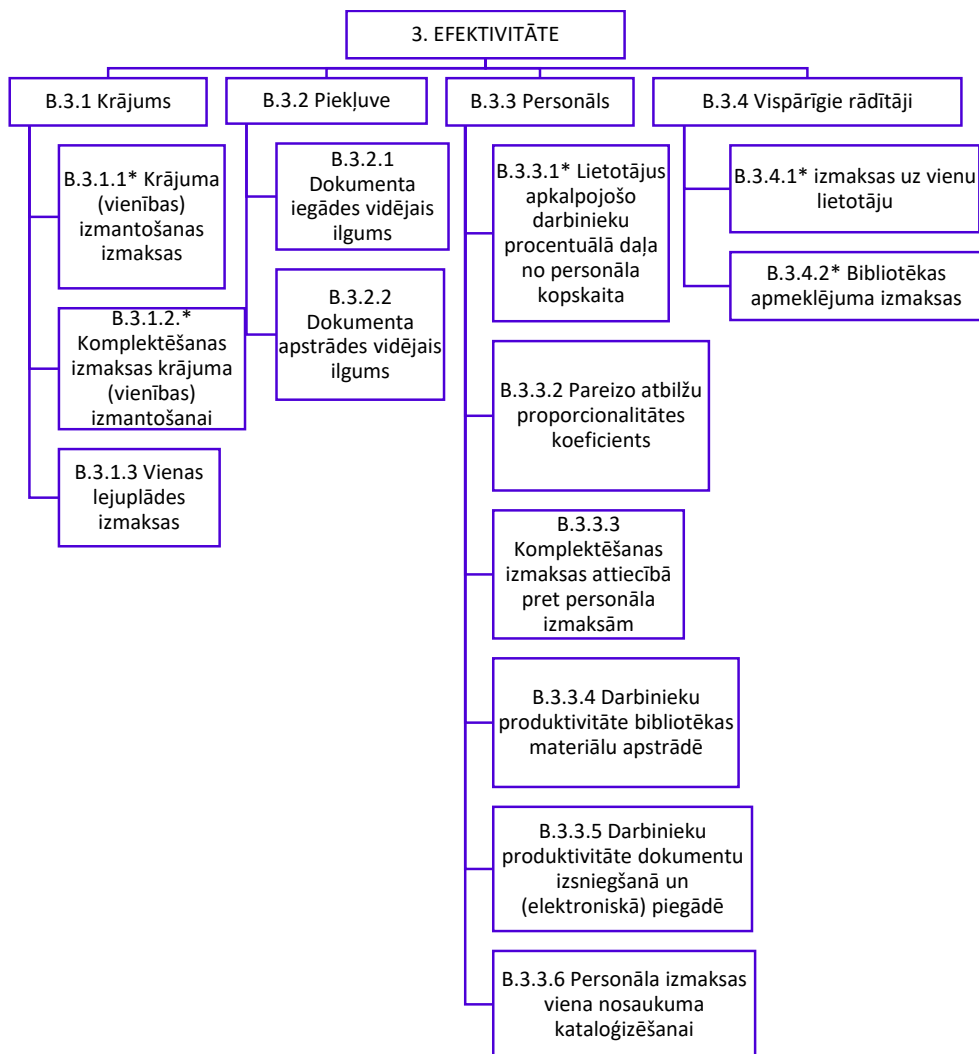 3. EFEKTIVITĀTE
B.3.1 Krājums
B.3.1.1* Krājuma
(vienības)
izmantošanas
izmaksas
B.3.1.2.*
Komplektēšanas
izmaksas krājuma
(vienības)
izmantošanai
B.3.1.3 Vienas
lejuplādes
izmaksas
B.3.2 Piekļuve
B.3.2.1
Dokumenta
iegādes vidējais
ilgums
B.3.2.2
Dokumenta
apstrādes vidējais
ilgums
B.3.3 Personāls
B.3.3.1* Lietotājus
apkalpojošo
darbinieku
procentuālā daļa
no personāla
kopskaita
B.3.3.2 Pareizo atbilžu
proporcionalitātes
koeficients
B.3.3.3
Komplektēšanas
izmaksas attiecībā
pret personāla
izmaksām
B.3.3.4 Darbinieku
produktivitāte bibliotēkas
materiālu apstrādē
B.3.3.5 Darbinieku
produktivitāte dokumentu
izsniegšanā un
(elektroniskā) piegādē
B.3.3.6 Personāla izmaksas
viena nosaukuma
kataloģizēšanai
B.3.4 Vispārīgie rādītāji
B.3.4.1* izmaksas uz vienu
lietotāju
B.3.4.2* Bibliotēkas
apmeklējuma izmaksas